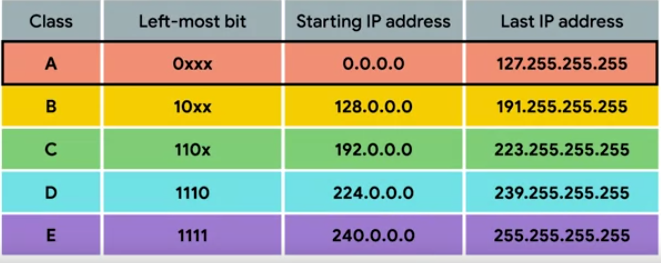 Class Left-most bit Starting IP address Last IP address
A 0xxx 0.0.0.0 127.255.255.255
B 10xx 128.0.0.0 191.255.255.255
C 110x 192.0.0.0 223.255.255.255
D 1110 224.0.0.0 239.255.255.255
E 1111 240.0.0.0 255.255.255.255